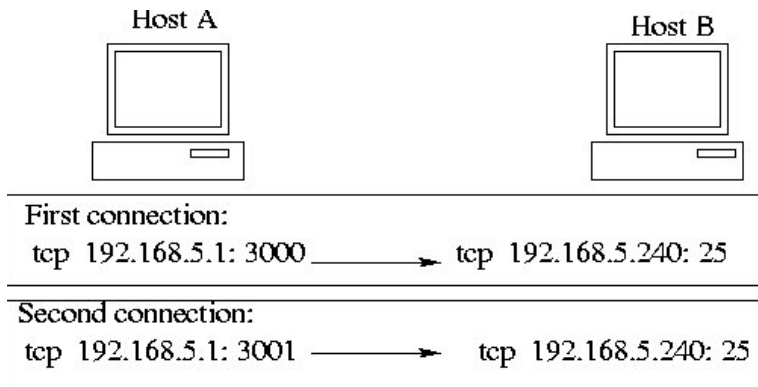 Host A
Host B
First connection:
tcp 192.168.5.1: 3000 tcp 192.168.5.240: 25
Second connection:
tcp 192.168.5.1: 3001 tcp 192.168.5.240: 25